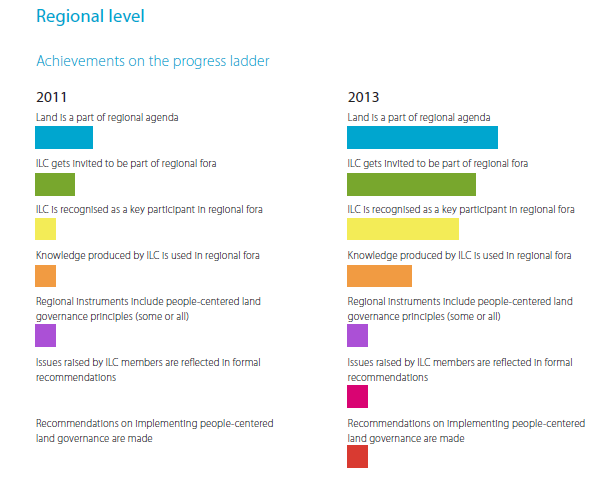 Regional level
Achievements on the progress ladder
2011
Land is a part of regional agenda
ILC gets invited to be part of regional fora
ILC is recognised as a key participant in regional fora
Knowledge produced by ILC is used in regional fora
Regional instruments include people-centered land
governance principles (some or all)
Issues raised by ILC members are reflected in formal
recommendations
Recommendations on implementing people-centered
land governance are made
2013
Land is a part of regional agenda
ILC gets invited to be part of regional fora
ILC is recognised as a key participant in regional fora
Knowledge produced by ILC is used in regional fora
Regional instruments include people-centered land
governance principles (some or all)
Issues raised by ILC members are reflected in formal
recommendations
Recommendations on implementing people-centered
land governance are made